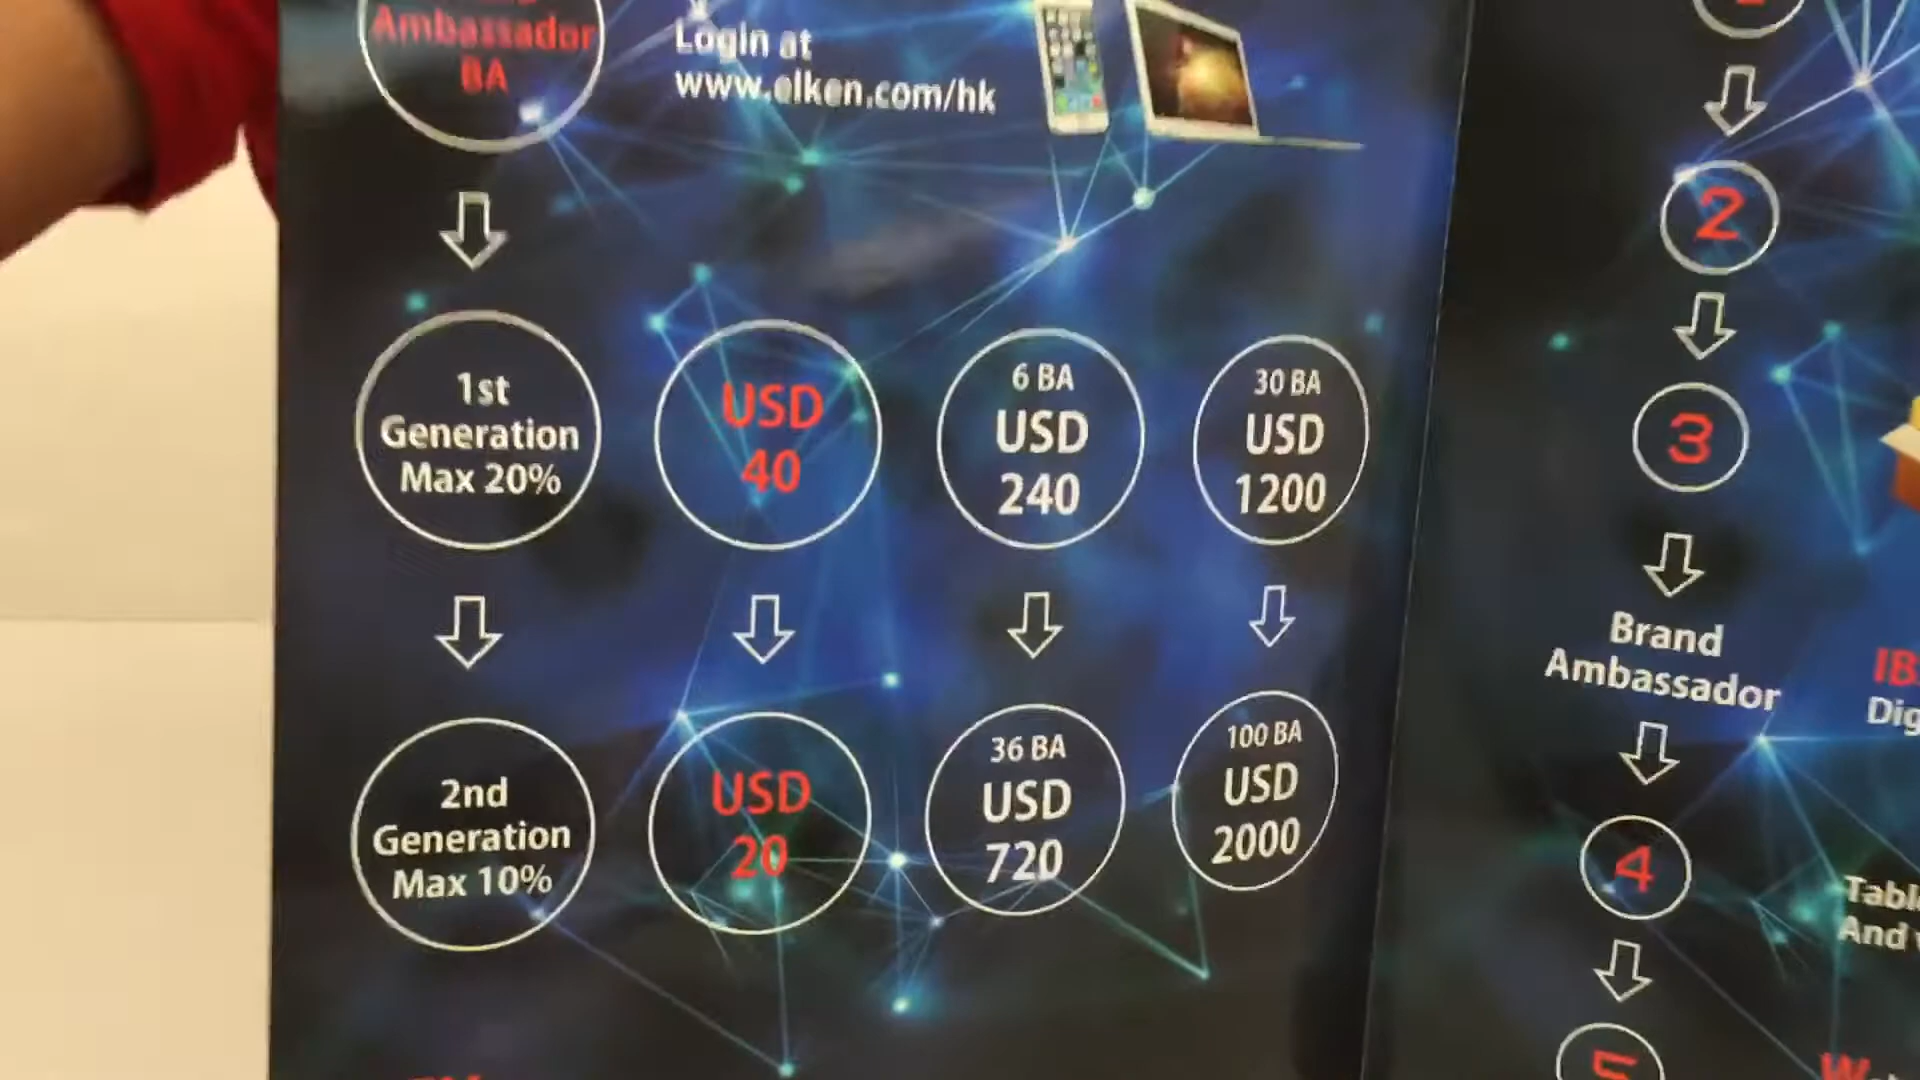 Ambassador
BA
Login at
www.elken.com/hk
1st
Generation
Max 20%
USD
40
6 BA
USD
240
30 BA
USD
1200
2nd
Generation
Max 10%
USD
20
36 BA
USD
720
100 BA
USD
2000
2
3
Brand
Ambassador
4
And
5